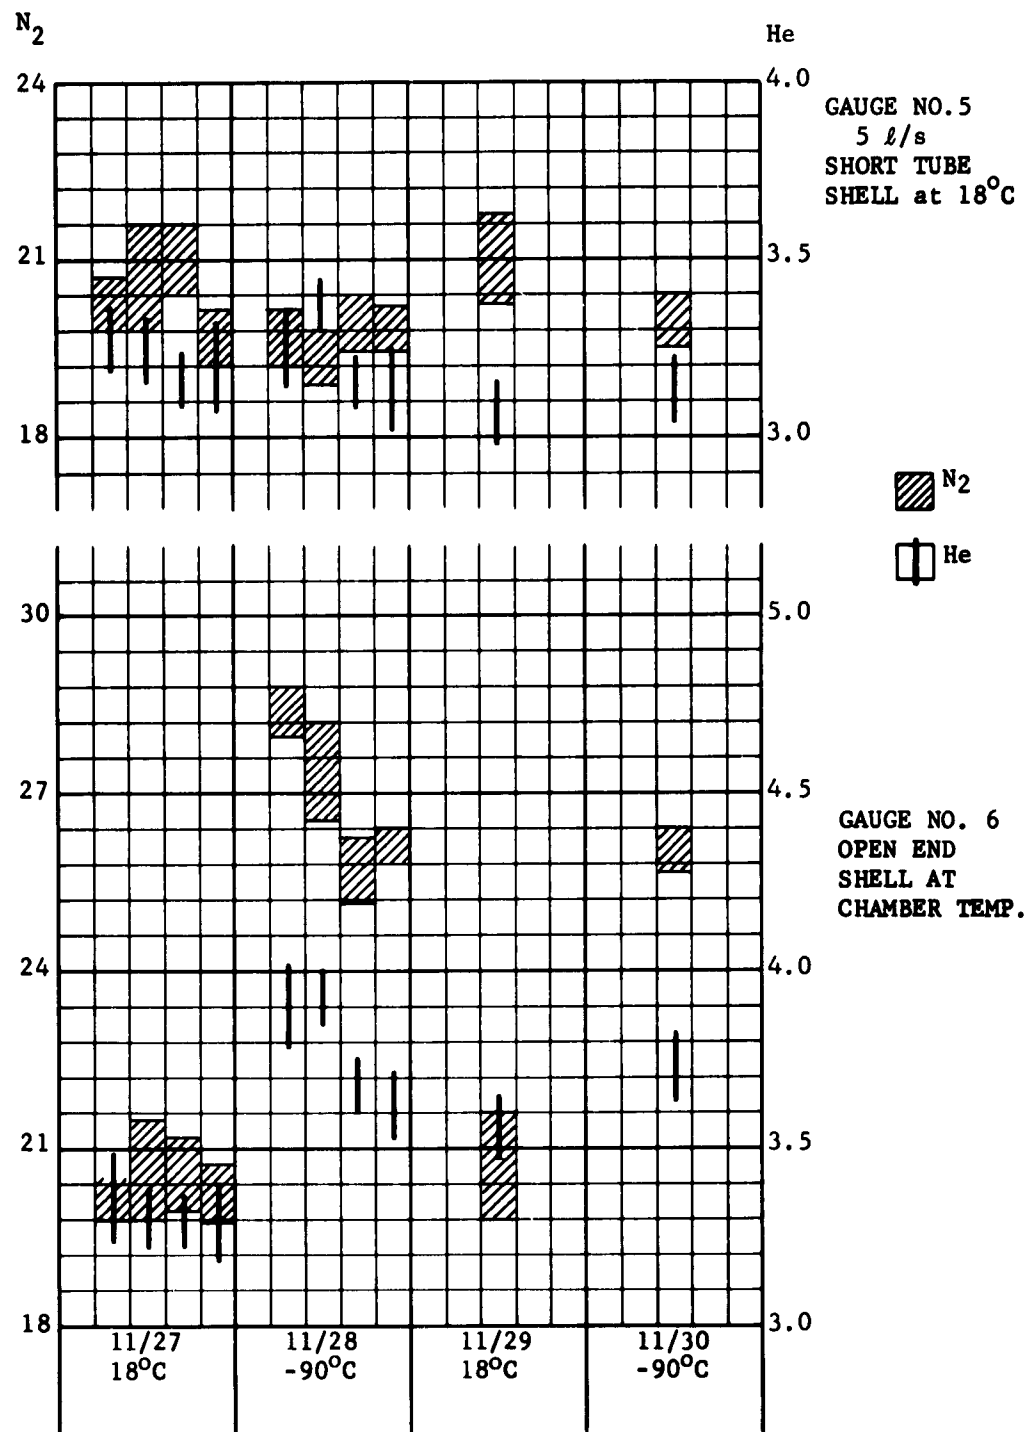 N2
He
24
4.0
GAUGE NO.5
5 ℓ/s
SHORT TUBE
SHELL at 18°C
21
3.5
18
3.0
N2
He
30
5.0
27
4.5
GAUGE NO. 6
OPEN END
SHELL AT
CHAMBER TEMP.
24
4.0
21
3.5
18
3.0
11/27
18°C
11/28
-90°C
11/29
18°C
11/30
-90°C